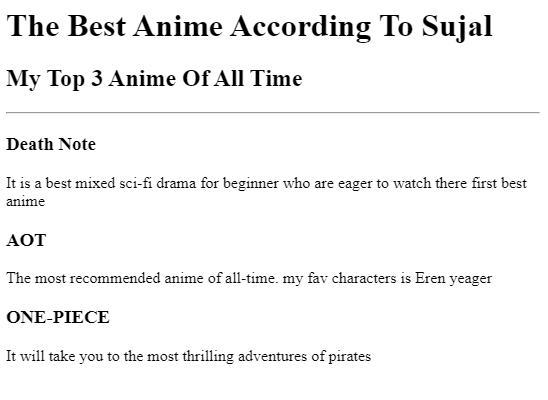 The Best Anime According To Sujal
My Top 3 Anime Of All Time
Death Note
It is a best mixed sci-fi drama for beginner who are eager to watch there first best
anime
AOT
The most recommended anime of all-time. my fav characters is Eren yeager
ONE-PIECE
It will take you to the most thrilling adventures of pirates